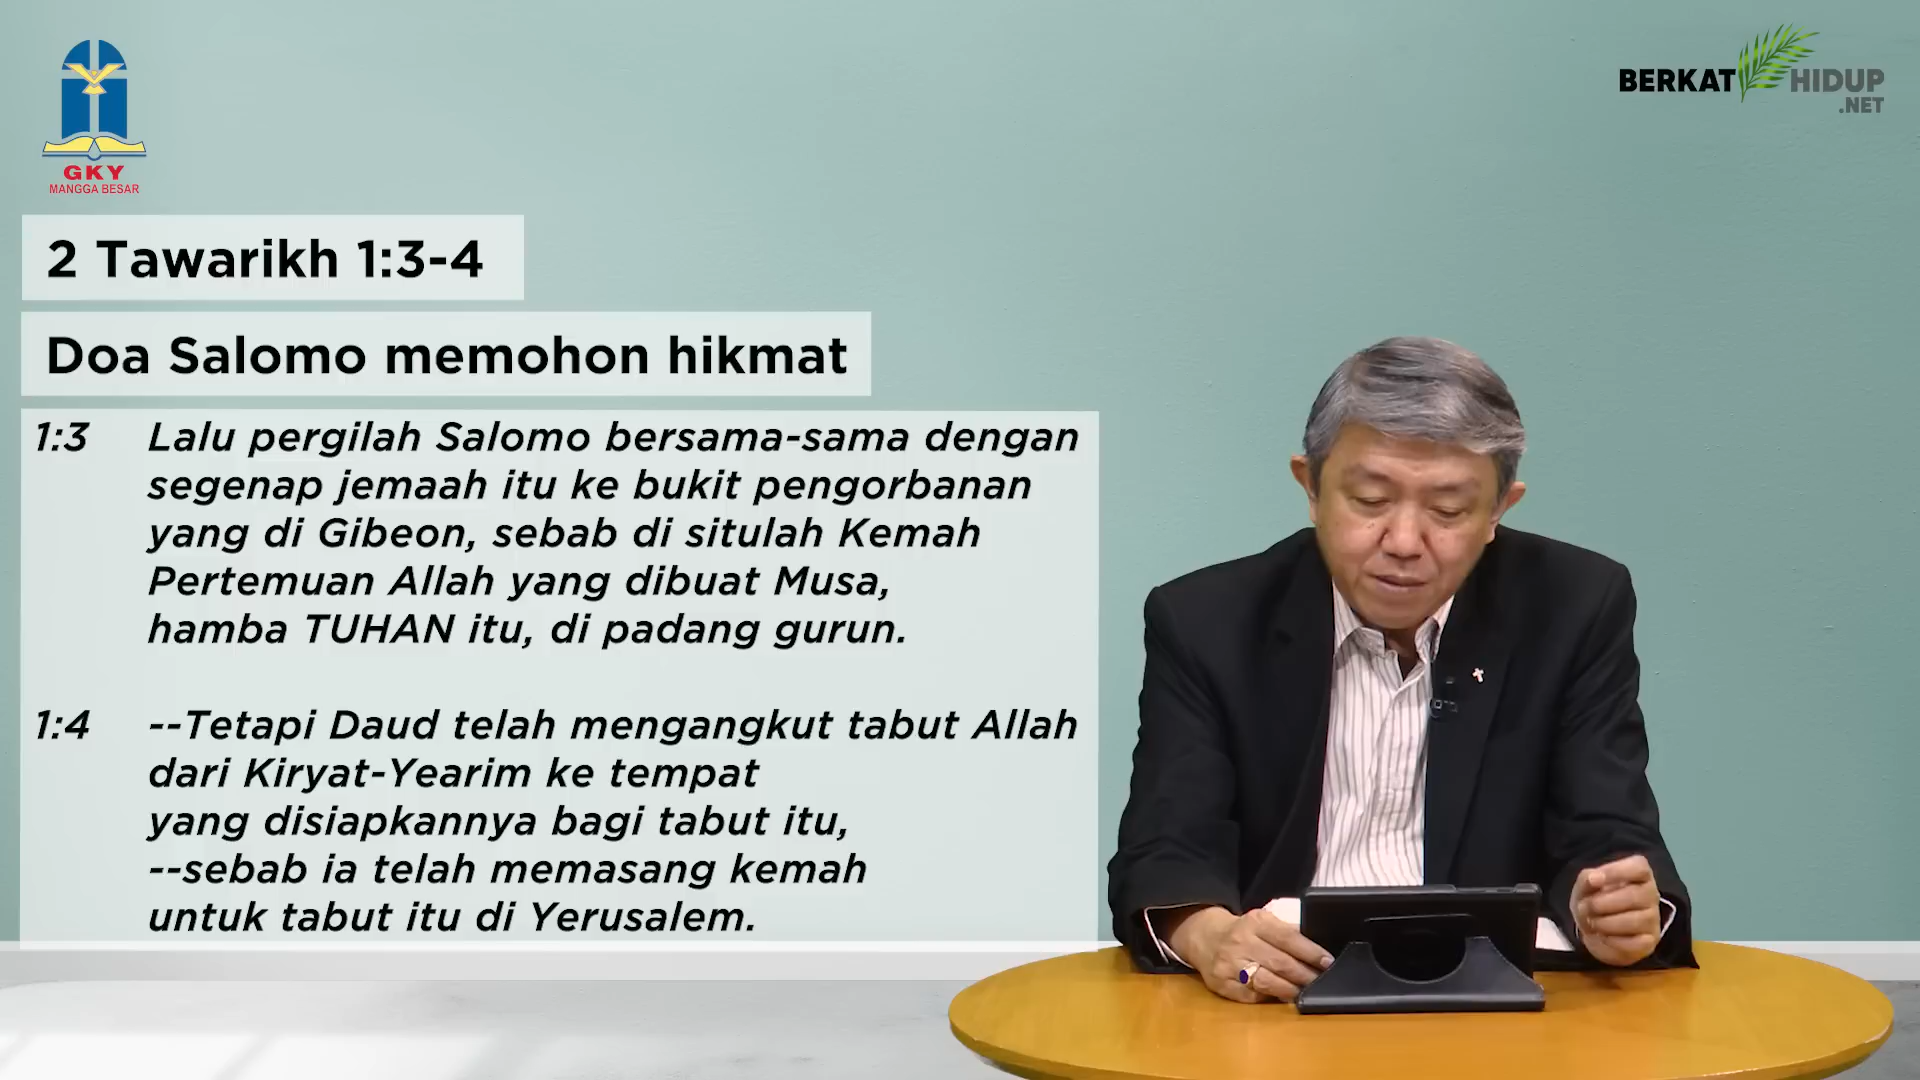 GKY
MANGGA BESAR
BERKAT HIDUP
.NET
2 Tawarikh 1:3-4
Doa Salomo memohon hikmat
1:3 Lalu pergilah Salomo bersama-sama dengan
segenap jemaah itu ke bukit pengorbanan
yang di Gibeon, sebab di situlah Kemah
Pertemuan Allah yang dibuat Musa,
hamba TUHAN itu, di padang gurun.
1:4 --Tetapi Daud telah mengangkut tabut Allah
dari Kiryat-Yearim ke tempat
yang disiapkannya bagi tabut itu,
--sebab ia telah memasang kemah
untuk tabut itu di Yerusalem.